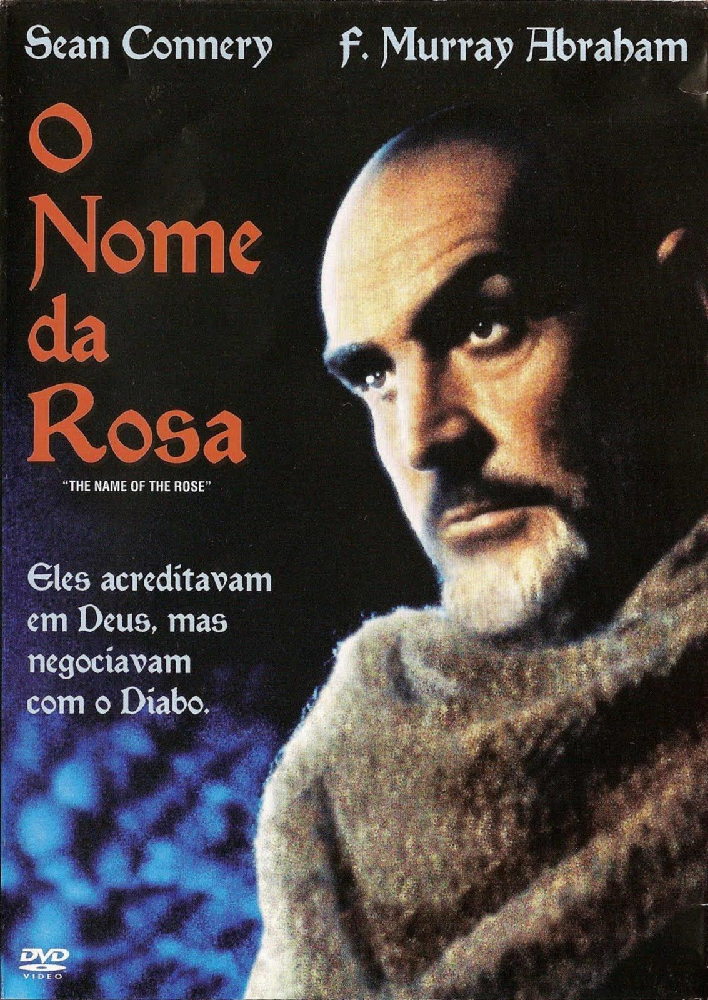 Sean Connery F. Murray Abraham
O
Nome
da
Rosa
“THE NAME OF THE ROSE”
Eles acreditavam
em Deus, mas
negociavam
com o Diabo.
DVD
VIDEO